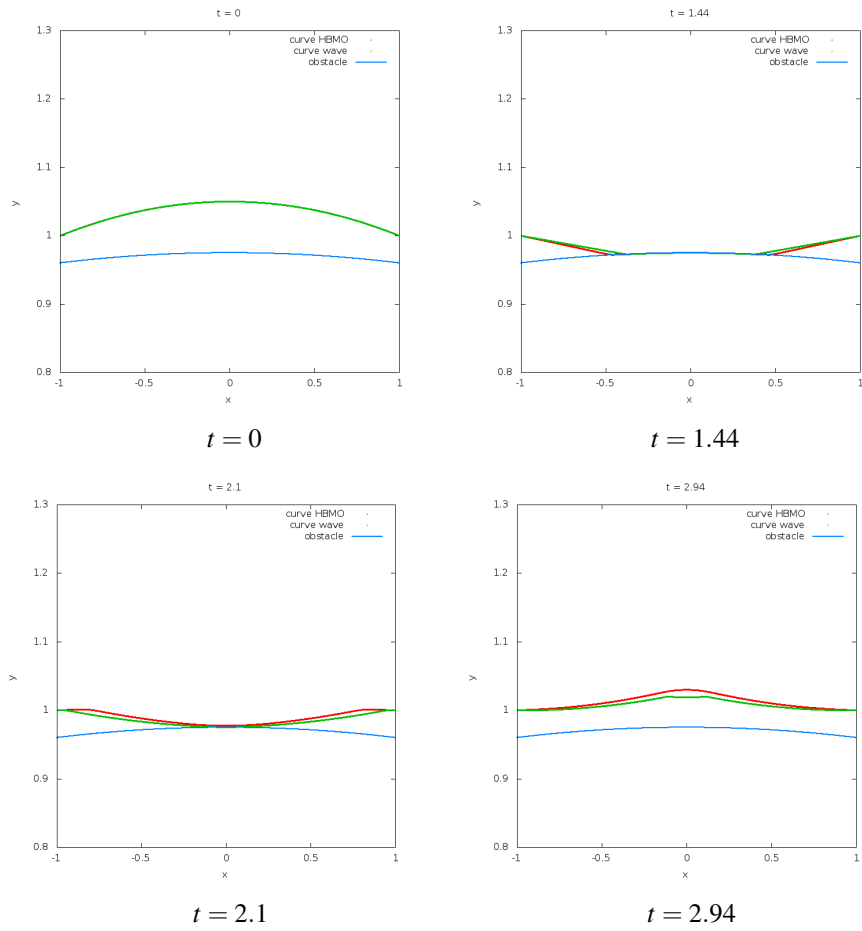 t = 0
1.3
curve HBMO
curve wave
obstacle
1.2
1.1
y
1
0.9
0.8
-1 -0.5 0 0.5 1
x
t = 0
t = 1.44
1.3
curve HBMO
curve wave
obstacle
1.2
1.1
y
1
0.9
0.8
-1 -0.5 0 0.5 1
x
t = 1.44
t = 2.1
1.3
curve HBMO
curve wave
obstacle
1.2
1.1
y
1
0.9
0.8
-1 -0.5 0 0.5 1
x
t = 2.1
t = 2.94
1.3
curve HBMO
curve wave
obstacle
1.2
1.1
y
1
0.9
0.8
-1 -0.5 0 0.5 1
x
t = 2.94